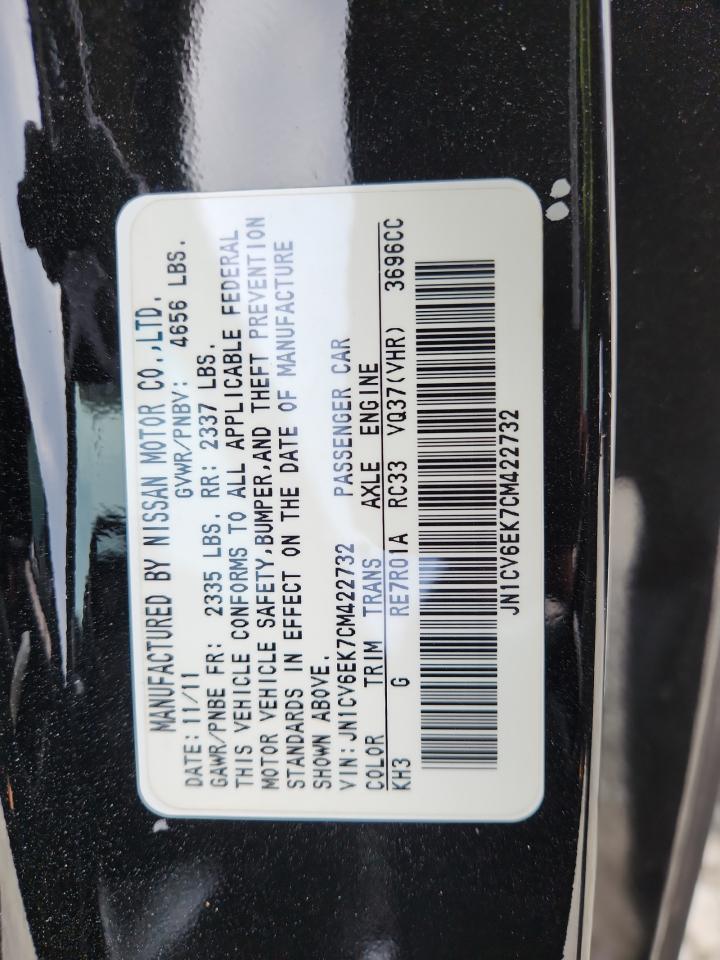 MANUFACTURED BY NISSAN MOTOR CO.,LTD.
DATE: 11/11 GVWR/PNBV: 4656 LBS.
GAWR/PNBE FR: 2335 LBS. RR: 2337 LBS.
THIS VEHICLE CONFORMS TO ALL APPLICABLE FEDERAL
MOTOR VEHICLE SAFETY,BUMPER,AND THEFT PREVENTION
STANDARDS IN EFFECT ON THE DATE OF MANUFACTURE
SHOWN ABOVE.
VIN:JN1CV6EK7CM422732 PASSENGER CAR
COLOR TRIM TRANS AXLE ENGINE
KH3 G RE7R01A RC33 VQ37(VHR) 3696CC
JN1CV6EK7CM422732